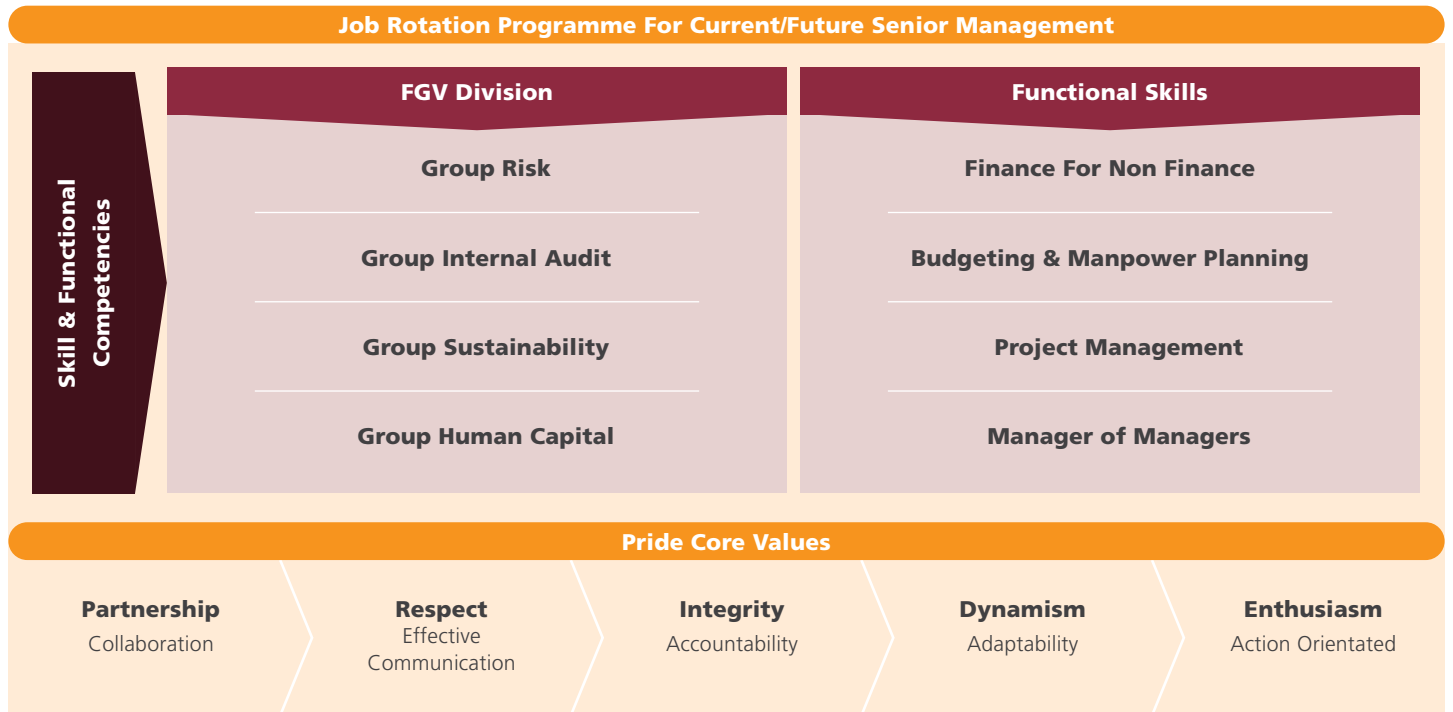 Job Rotation Programme For Current/Future Senior Management
Skill & Functional
Competencies
FGV Division
Group Risk
Group Internal Audit
Group Sustainability
Group Human Capital
Functional Skills
Finance For Non Finance
Budgeting & Manpower Planning
Project Management
Manager of Managers
Pride Core Values
Partnership
Collaboration
Respect
Effective
Communication
Integrity
Accountability
Dynamism
Adaptability
Enthusiasm
Action Orientated